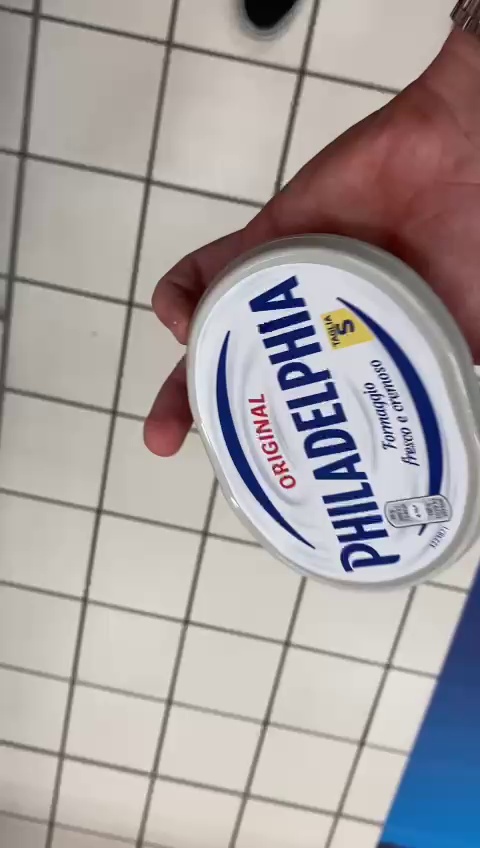 ORIGINAL
PHILADELPHIA
TAGLIA
S
Formaggio
fresco e cremoso